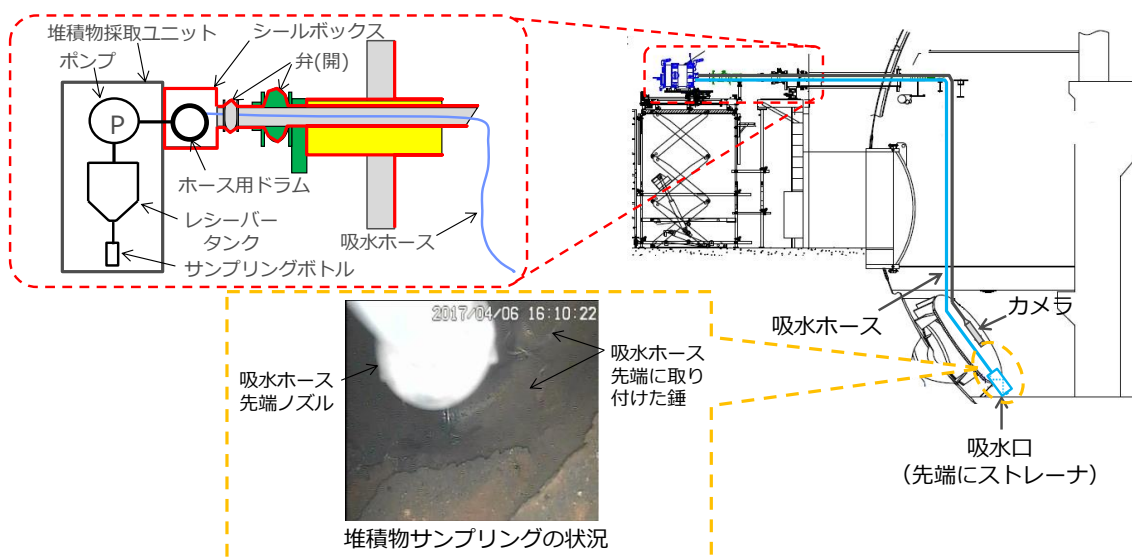 堆積物採取ユニット
シールボックス
ポンプ
弁(開)
P
ホース用ドラム
レシーバー
タンク
吸水ホース
サンプリングボトル
2017/04/06 16:10:22
吸水ホース
先端ノズル
吸水ホース
先端に取り
付けた錘
堆積物サンプリングの状況
吸水ホース
カメラ
吸水口
（先端にストレーナ）